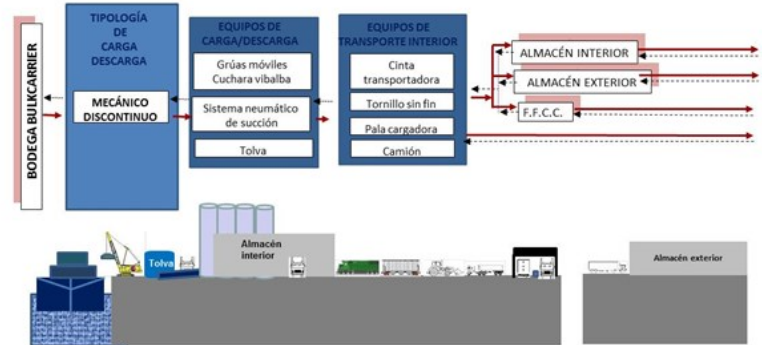 BODEGA BULKCARRIER
TIPOLOGÍA
DE
CARGA
DESCARGA
MECÁNICO
DISCONTINUO
EQUIPOS DE
CARGA/DESCARGA
Grúas móviles
Cuchara vibalba
Sistema neumático
de succión
Tolva
EQUIPOS DE
TRANSPORTE INTERIOR
Cinta
transportadora
Tornillo sin fin
Pala cargadora
Camión
ALMACÉN INTERIOR
ALMACÉN EXTERIOR
F.F.C.C.
Tolva
Almacén
interior
Almacén exterior